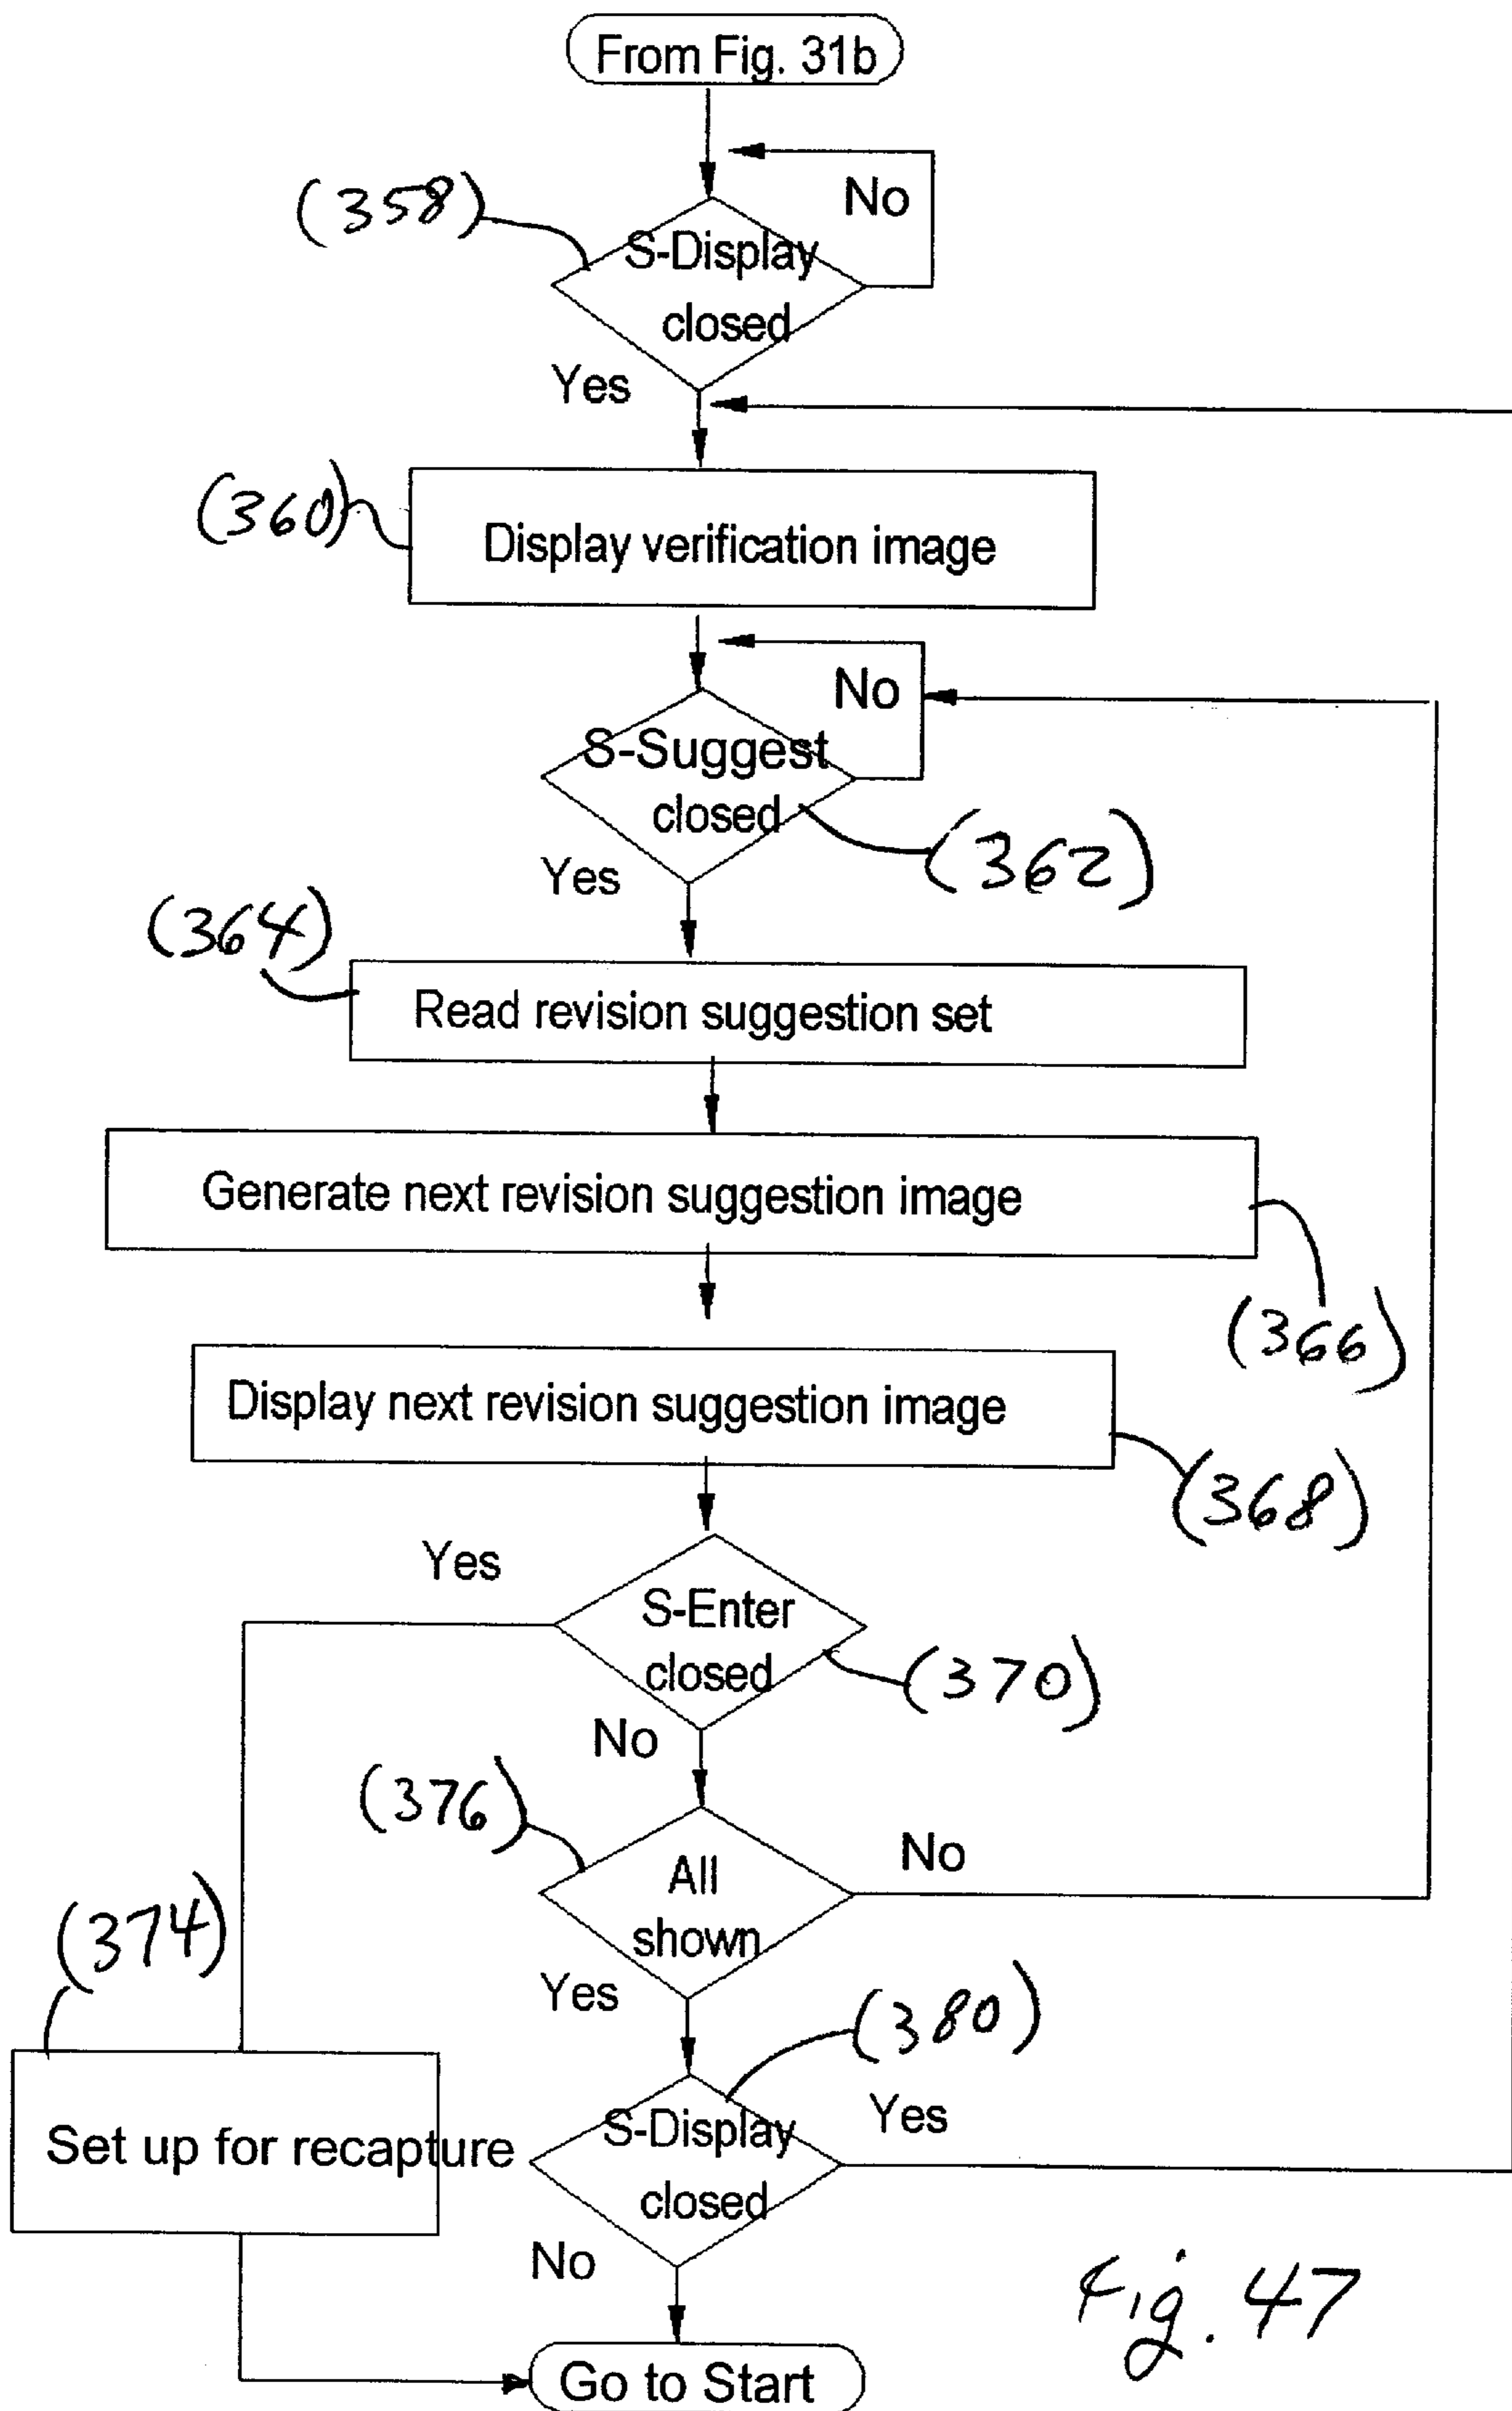 From Fig. 31b
No
(358)
S-Display
closed
Yes
(360)
Display verification image
No
S-Suggest
closed
(362)
Yes
(364)
Read revision suggestion set
Generate next revision suggestion image
(366)
Display next revision suggestion image
(368)
Yes
S-Enter
closed
(370)
No
(376)
All
shown
No
(374)
Yes
(380)
Set up for recapture
S-Display
closed
Yes
No
Fig. 47
Go to Start